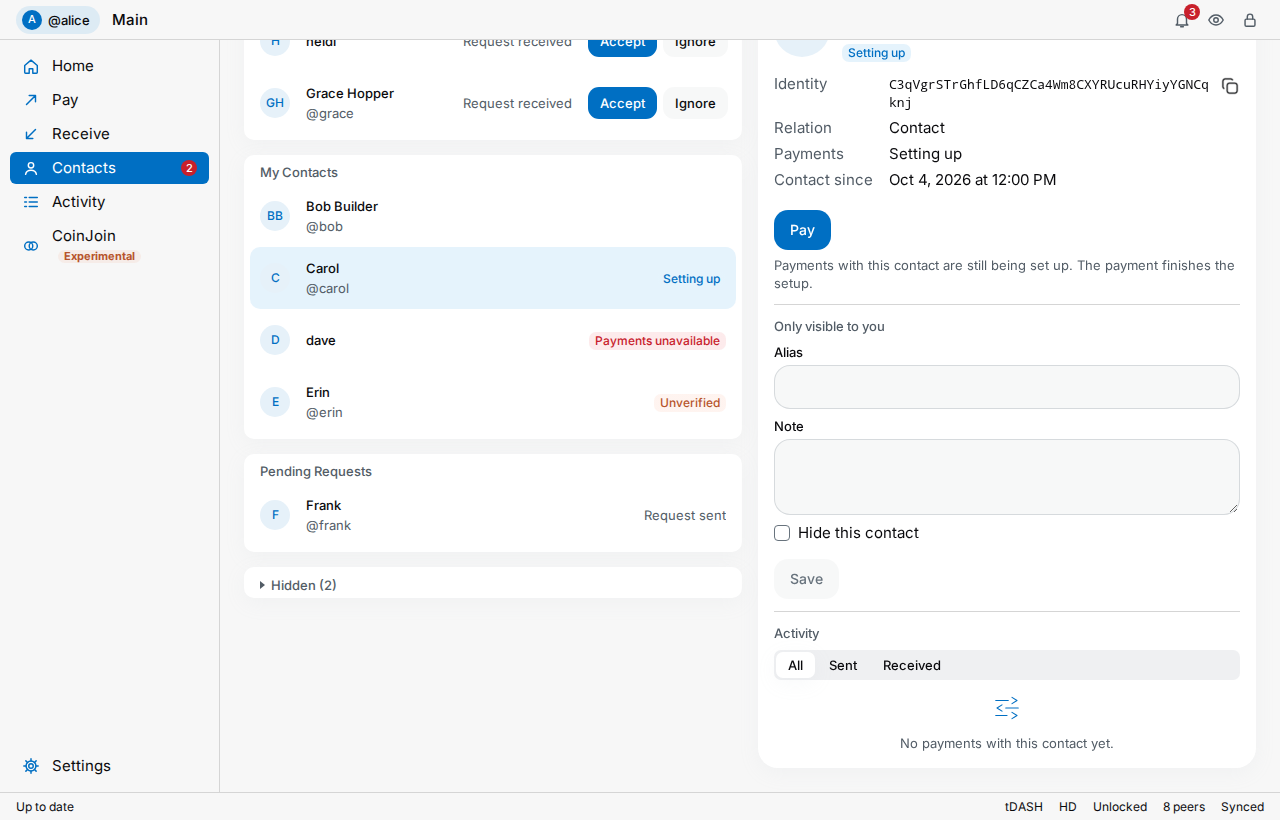 A @alice Main 3
Home
Pay
Receive
Contacts 2
Activity
CoinJoin
Experimental
Settings
H heidi Request received Accept Ignore
GH Grace Hopper
@grace
Request received Accept Ignore
My Contacts
BB Bob Builder
@bob
C Carol
@carol
Setting up
D dave Payments unavailable
E Erin
@erin
Unverified
Pending Requests
F Frank
@frank
Request sent
Hidden (2)
Setting up
Identity C3qVgrSTrGhfLD6qCZCa4Wm8CXYRUcuRHYiyYGNCq
knj
Relation Contact
Payments Setting up
Contact since Oct 4, 2026 at 12:00 PM
Pay
Payments with this contact are still being set up. The payment finishes the
setup.
Only visible to you
Alias
Note
Hide this contact
Save
Activity
All Sent Received
No payments with this contact yet.
Up to date tDASH HD Unlocked 8 peers Synced